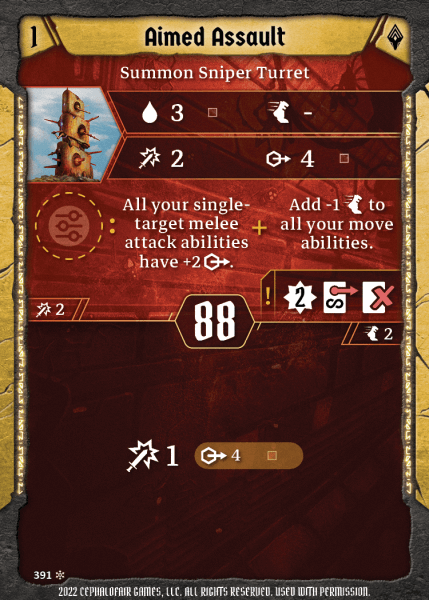 1
Aimed Assault
Summon Sniper Turret
3
-
2
4
All your single-
target melee
attack abilities
have +2.
+
Add -1 to
all your move
abilities.
! 2
2
88
2
1
4
391
2022 CEPHALOFAIR GAMES, LLC. ALL RIGHTS RESERVED. USED WITH PERMISSION.